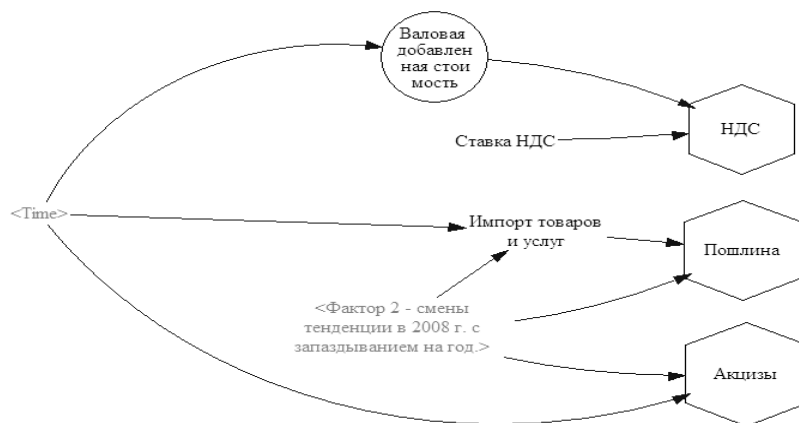 Валовая
добавлен
ная стои
мость
НДС
Ставка НДС
<Time>
Импорт товаров
и услуг
Пошлина
<Фактор 2 - смены
тенденции в 2008 г. с
запаздыванием на год.>
Акцизы